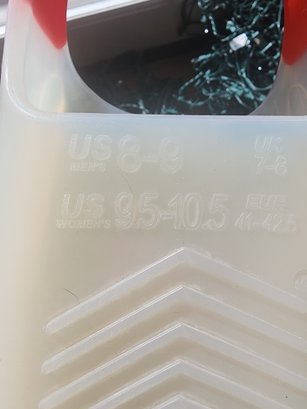 US 8-9 UK
MEN'S 7-8
US 9.5-10.5 EUR
WOMEN'S 41-42.5